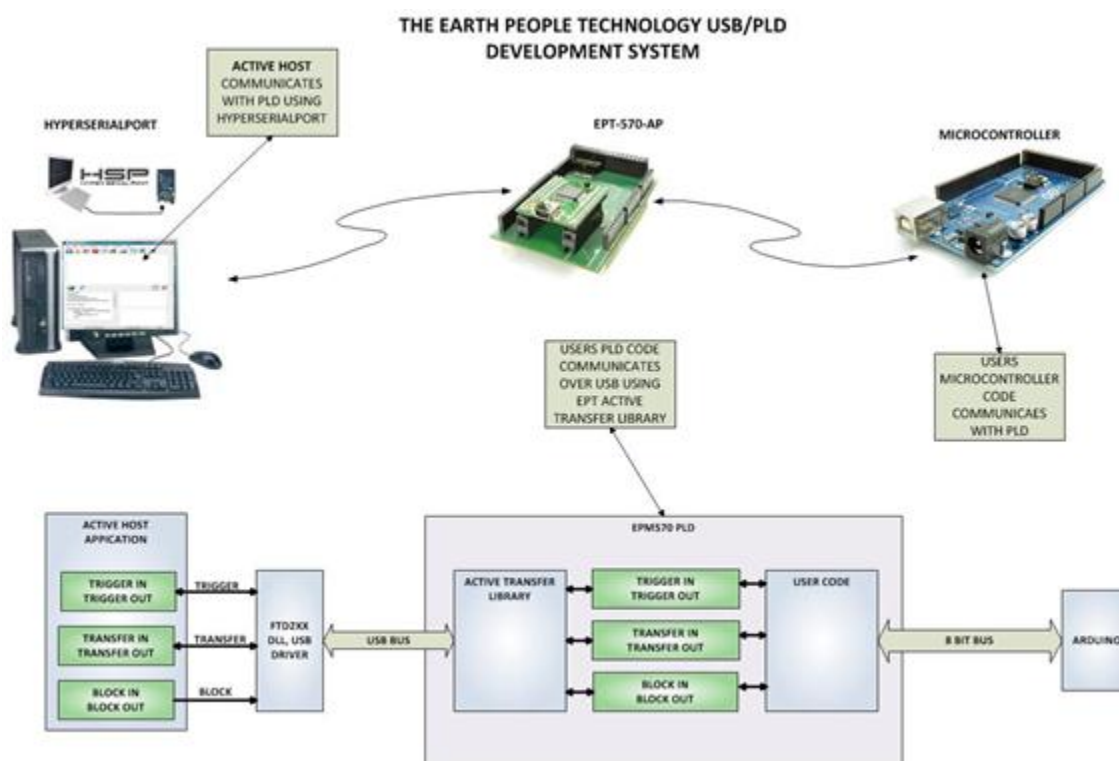 THE EARTH PEOPLE TECHNOLOGY USB/PLD
DEVELOPMENT SYSTEM
ACTIVE HOST
COMMUNICATES
WITH PLD USING
HYPERSERIALPORT
HYPERSERIALPORT
HSP
EPT-570-AP
MICROCONTROLLER
USERS PLD CODE
COMMUNICATES
OVER USB USING
EPT ACTIVE
TRANSFER LIBRARY
USERS
MICROCONTROLLER
CODE
COMMUNICAES
WITH PLD
ACTIVE HOST
APPICATION
TRIGGER IN
TRIGGER OUT
TRANSFER IN
TRANSFER OUT
BLOCK IN
BLOCK OUT
TRIGGER
TRANSFER
BLOCK
FTD2XX
DLL, USB
DRIVER
USB BUS
EPM570 PLD
ACTIVE TRANSFER
LIBRARY
TRIGGER IN
TRIGGER OUT
TRANSFER IN
TRANSFER OUT
BLOCK IN
BLOCK OUT
USER CODE
8 BIT BUS
ARDUINO